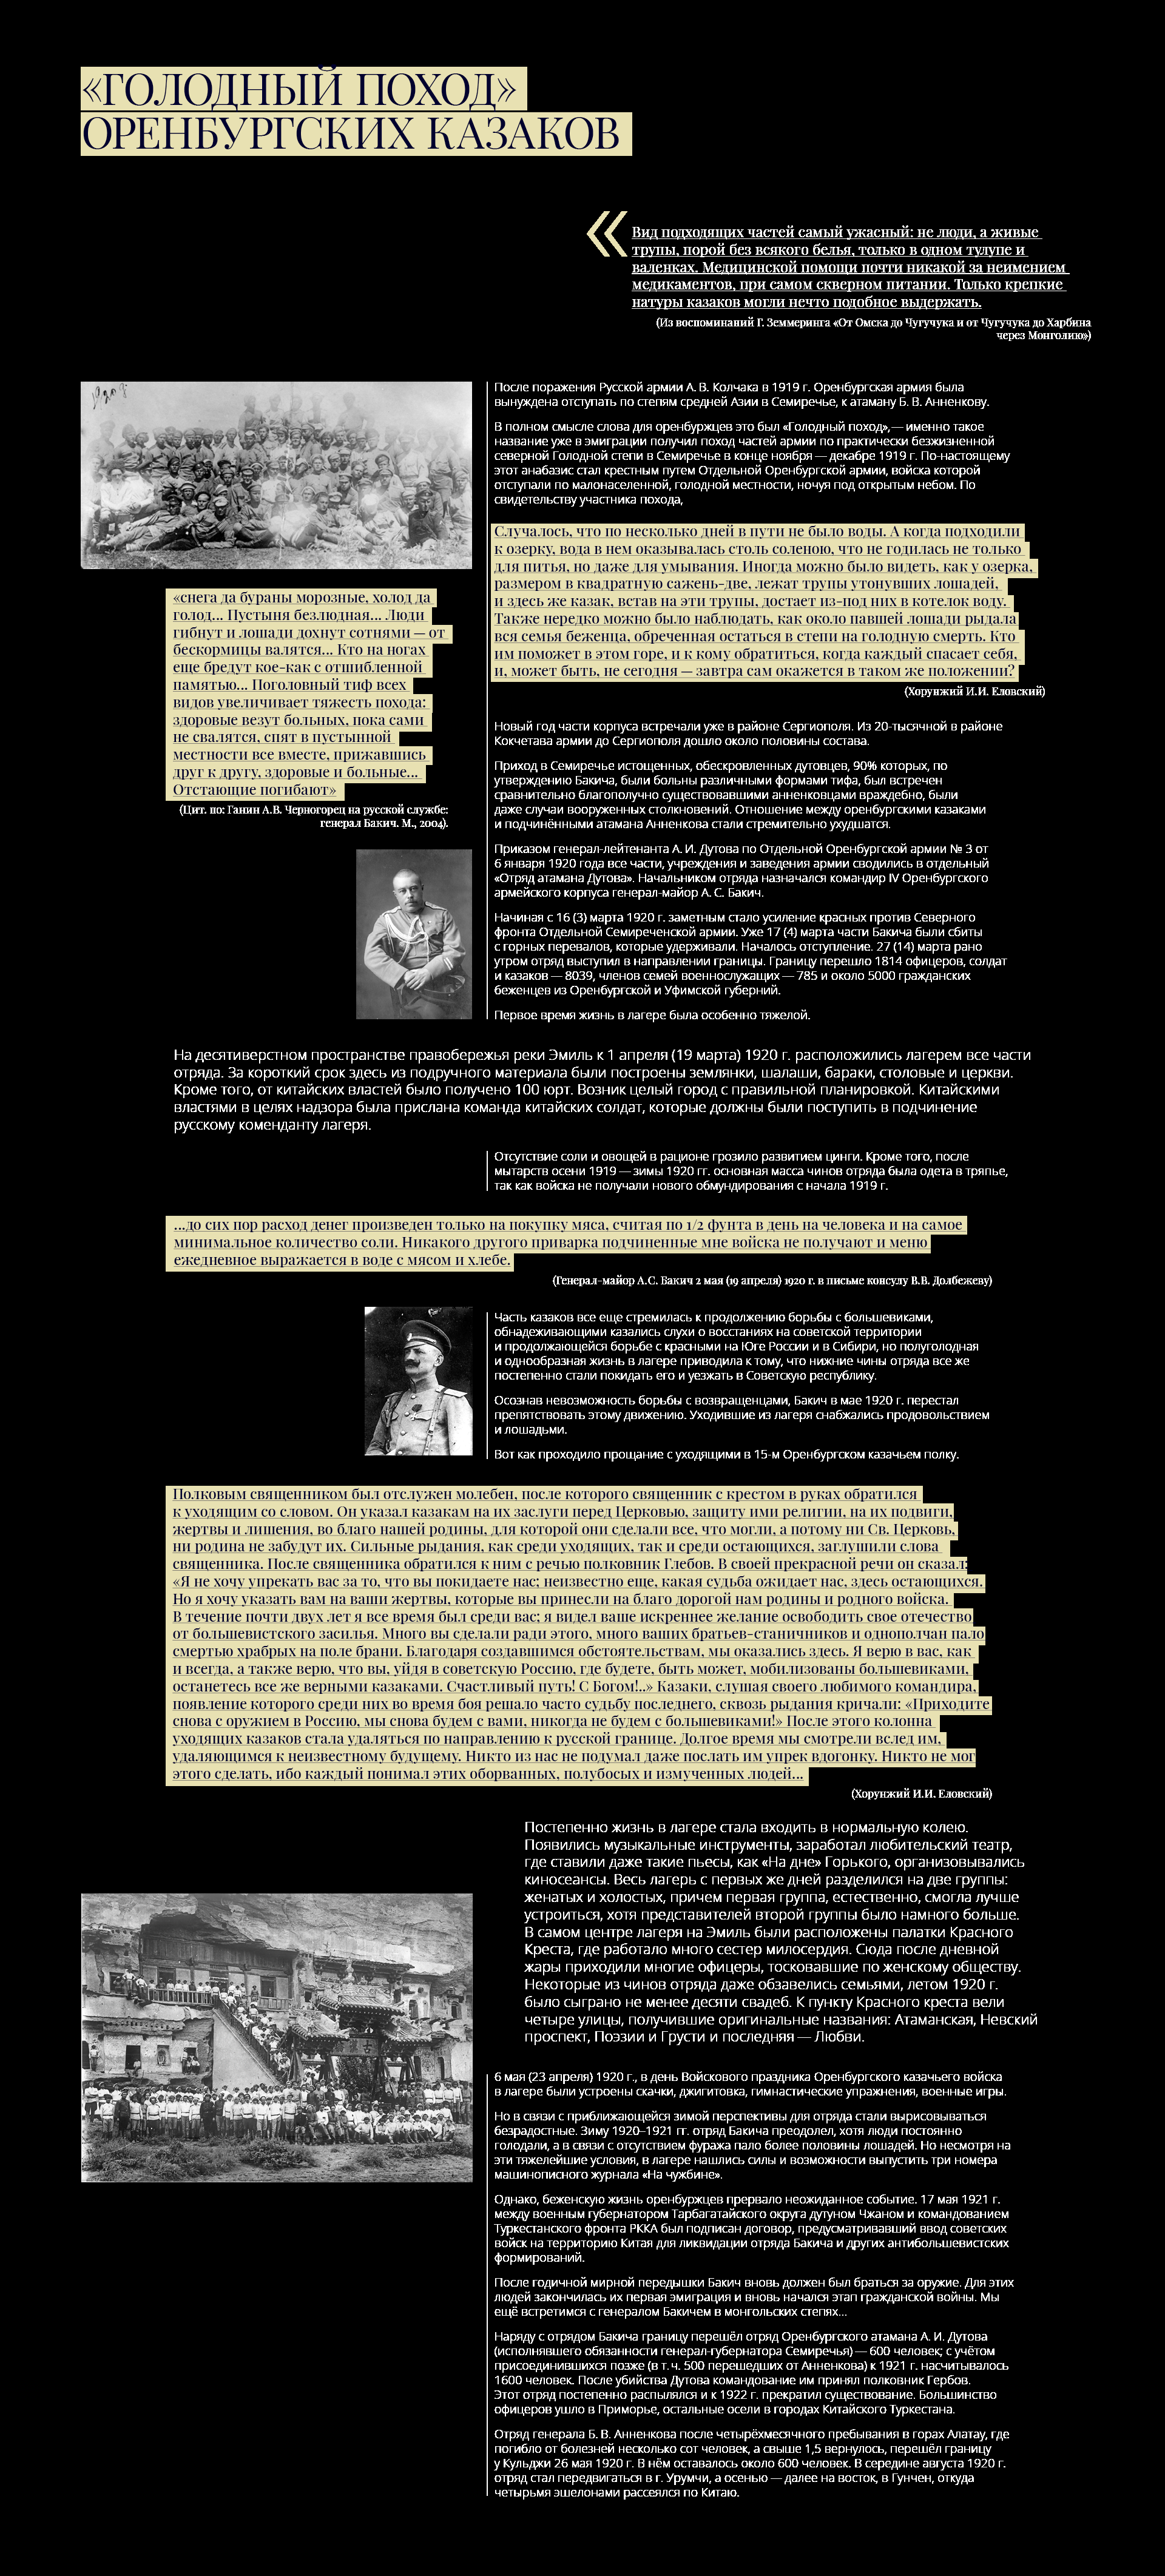 «ГОЛОДНЫЙ ПОХОД»
ОРЕНБУРГСКИХ КАЗАКОВ
«
Вид подходящих частей самый ужасный: не люди, а живые
трупы, порой без всякого белья, только в одном тулупе и
валенках. Медицинской помощи почти никакой за неимением
медикаментов, при самом скверном питании. Только крепкие
натуры казаков могли нечто подобное выдержать.
(Из воспоминаний Г. Земмеринга «От Омска до Чугучука и от Чугучука до Харбина
через Монголию»)
После поражения Русской армии А. В. Колчака в 1919 г. Оренбургская армия была
вынуждена отступать по степям средней Азии в Семиречье, к атаману Б. В. Анненкову.
В полном смысле слова для оренбуржцев это был «Голодный поход»,— именно такое
название уже в эмиграции получил поход частей армии по практически безжизненной
северной Голодной степи в Семиречье в конце ноября — декабре 1919 г. По-настоящему
этот анабазис стал крестным путем Отдельной Оренбургской армии, войска которой
отступали по малонаселенной, голодной местности, ночуя под открытым небом. По
свидетельству участника похода,
Случалось, что по несколько дней в пути не было воды. А когда подходили
к озерку, вода в нем оказывалась столь соленою, что не годилась не только
для питья, но даже для умывания. Иногда можно было видеть, как у озерка,
размером в квадратную сажень-две, лежат трупы утонувших лошадей,
и здесь же казак, встав на эти трупы, достает из-под них в котелок воду.
Также нередко можно было наблюдать, как около павшей лошади рыдала
вся семья беженца, обреченная остаться в степи на голодную смерть. Кто
им поможет в этом горе, и к кому обратиться, когда каждый спасает себя,
и, может быть, не сегодня — завтра сам окажется в таком же положении?
(Хорунжий И.И. Еловский)
«снега да бураны морозные, холод да
голод... Пустыня безлюдная... Люди
гибнут и лошади дохнут сотнями — от
бескормицы валятся... Кто на ногах
еще бредут кое-как с отшибленной
памятью... Поголовный тиф всех
видов увеличивает тяжесть похода:
здоровые везут больных, пока сами
не свалятся, спят в пустынной
местности все вместе, прижавшись
друг к другу, здоровые и больные...
Отстающие погибают»
(Цит. по: Ганин А.В. Черногорец на русской службе:
генерал Бакич. М., 2004).
Новый год части корпуса встречали уже в районе Сергиополя. Из 20-тысячной в районе
Кокчетава армии до Сергиополя дошло около половины состава.
Приход в Семиречье истощенных, обескровленных дутовцев, 90% которых, по
утверждению Бакича, были больны различными формами тифа, был встречен
сравнительно благополучно существовавшими анненковцами враждебно, были
даже случаи вооруженных столкновений. Отношение между оренбургскими казаками
и подчинёнными атамана Анненкова стали стремительно ухудшатся.
Приказом генерал-лейтенанта А. И. Дутова по Отдельной Оренбургской армии № 3 от
6 января 1920 года все части, учреждения и заведения армии сводились в отдельный
«Отряд атамана Дутова». Начальником отряда назначался командир IV Оренбургского
армейского корпуса генерал-майор А. С. Бакич.
Начиная с 16 (3) марта 1920 г. заметным стало усиление красных против Северного
фронта Отдельной Семиреченской армии. Уже 17 (4) марта части Бакича были сбиты
с горных перевалов, которые удерживали. Началось отступление. 27 (14) марта рано
утром отряд выступил в направлении границы. Границу перешло 1814 офицеров, солдат
и казаков — 8039, членов семей военнослужащих — 785 и около 5000 гражданских
беженцев из Оренбургской и Уфимской губерний.
Первое время жизнь в лагере была особенно тяжелой.
На десятиверстном пространстве правобережья реки Эмиль к 1 апреля (19 марта) 1920 г. расположились лагерем все части
отряда. За короткий срок здесь из подручного материала были построены землянки, шалаши, бараки, столовые и церкви.
Кроме того, от китайских властей было получено 100 юрт. Возник целый город с правильной планировкой. Китайскими
властями в целях надзора была прислана команда китайских солдат, которые должны были поступить в подчинение
русскому коменданту лагеря.
Отсутствие соли и овощей в рационе грозило развитием цинги. Кроме того, после
мытарств осени 1919 — зимы 1920 гг. основная масса чинов отряда была одета в тряпье,
так как войска не получали нового обмундирования с начала 1919 г.
...до сих пор расход денег произведен только на покупку мяса, считая по 1/2 фунта в день на человека и на самое
минимальное количество соли. Никакого другого приварка подчиненные мне войска не получают и меню
ежедневное выражается в воде с мясом и хлебе.
(Генерал-майор А.С. Бакич 2 мая (19 апреля) 1920 г. в письме консулу В.В. Долбежеву)
Часть казаков все еще стремилась к продолжению борьбы с большевиками,
обнадеживающими казались слухи о восстаниях на советской территории
и продолжающейся борьбе с красными на Юге России и в Сибири, но полуголодная
и однообразная жизнь в лагере приводила к тому, что нижние чины отряда все же
постепенно стали покидать его и уезжать в Советскую республику.
Осознав невозможность борьбы с возвращенцами, Бакич в мае 1920 г. перестал
препятствовать этому движению. Уходившие из лагеря снабжались продовольствием
и лошадьми.
Вот как проходило прощание с уходящими в 15-м Оренбургском казачьем полку.
Полковым священником был отслужен молебен, после которого священник с крестом в руках обратился
к уходящим со словом. Он указал казакам на их заслуги перед Церковью, защиту ими религии, на их подвиги,
жертвы и лишения, во благо нашей родины, для которой они сделали все, что могли, а потому ни Св. Церковь,
ни родина не забудут их. Сильные рыдания, как среди уходящих, так и среди остающихся, заглушили слова
священника. После священника обратился к ним с речью полковник Глебов. В своей прекрасной речи он сказал:
«Я не хочу упрекать вас за то, что вы покидаете нас; неизвестно еще, какая судьба ожидает нас, здесь остающихся.
Но я хочу указать вам на ваши жертвы, которые вы принесли на благо дорогой нам родины и родного войска.
В течение почти двух лет я все время был среди вас; я видел ваше искреннее желание освободить свое отечество
от большевистского засилья. Много вы сделали ради этого, много ваших братьев-станичников и однополчан пало
смертью храбрых на поле брани. Благодаря создавшимся обстоятельствам, мы оказались здесь. Я верю в вас, как
и всегда, а также верю, что вы, уйдя в советскую Россию, где будете, быть может, мобилизованы большевиками,
останетесь все же верными казаками. Счастливый путь! С Богом!..» Казаки, слушая своего любимого командира,
появление которого среди них во время боя решало часто судьбу последнего, сквозь рыдания кричали: «Приходите
снова с оружием в Россию, мы снова будем с вами, никогда не будем с большевиками!» После этого колонна
уходящих казаков стала удаляться по направлению к русской границе. Долгое время мы смотрели вслед им,
удаляющимся к неизвестному будущему. Никто из нас не подумал даже послать им упрек вдогонку. Никто не мог
этого сделать, ибо каждый понимал этих оборванных, полубосых и измученных людей...
(Хорунжий И.И. Еловский)
Постепенно жизнь в лагере стала входить в нормальную колею.
Появились музыкальные инструменты, заработал любительский театр,
где ставили даже такие пьесы, как «На дне» Горького, организовывались
киносеансы. Весь лагерь с первых же дней разделился на две группы:
женатых и холостых, причем первая группа, естественно, смогла лучше
устроиться, хотя представителей второй группы было намного больше.
В самом центре лагеря на Эмиль были расположены палатки Красного
Креста, где работало много сестер милосердия. Сюда после дневной
жары приходили многие офицеры, тосковавшие по женскому обществу.
Некоторые из чинов отряда даже обзавелись семьями, летом 1920 г.
было сыграно не менее десяти свадеб. К пункту Красного креста вели
четыре улицы, получившие оригинальные названия: Атаманская, Невский
проспект, Поэзии и Грусти и последняя — Любви.
6 мая (23 апреля) 1920 г., в день Войскового праздника Оренбургского казачьего войска
в лагере были устроены скачки, джигитовка, гимнастические упражнения, военные игры.
Но в связи с приближающейся зимой перспективы для отряда стали вырисовываться
безрадостные. Зиму 1920–1921 гг. отряд Бакича преодолел, хотя люди постоянно
голодали, а в связи с отсутствием фуража пало более половины лошадей. Но несмотря на
эти тяжелейшие условия, в лагере нашлись силы и возможности выпустить три номера
машинописного журнала «На чужбине».
Однако, беженскую жизнь оренбуржцев прервало неожиданное событие. 17 мая 1921 г.
между военным губернатором Тарбагатайского округа дутуном Чжаном и командованием
Туркестанского фронта РККА был подписан договор, предусматривавший ввод советских
войск на территорию Китая для ликвидации отряда Бакича и других антибольшевистских
формирований.
После годичной мирной передышки Бакич вновь должен был браться за оружие. Для этих
людей закончилась их первая эмиграция и вновь начался этап гражданской войны. Мы
ещё встретимся с генералом Бакичем в монгольских степях...
Наряду с отрядом Бакича границу перешёл отряд Оренбургского атамана А. И. Дутова
(исполнявшего обязанности генерал-губернатора Семиречья) — 600 человек; с учётом
присоединившихся позже (в т. ч. 500 перешедших от Анненкова) к 1921 г. насчитывалось
1600 человек. После убийства Дутова командование им принял полковник Гербов.
Этот отряд постепенно распылялся и к 1922 г. прекратил существование. Большинство
офицеров ушло в Приморье, остальные осели в городах Китайского Туркестана.
Отряд генерала Б. В. Анненкова после четырёхмесячного пребывания в горах Алатау, где
погибло от болезней несколько сот человек, а свыше 1,5 вернулось, перешёл границу
у Кульджи 26 мая 1920 г. В нём оставалось около 600 человек. В середине августа 1920 г.
отряд стал передвигаться в г. Урумчи, а осенью — далее на восток, в Гунчен, откуда
четырьмя эшелонами рассеялся по Китаю.